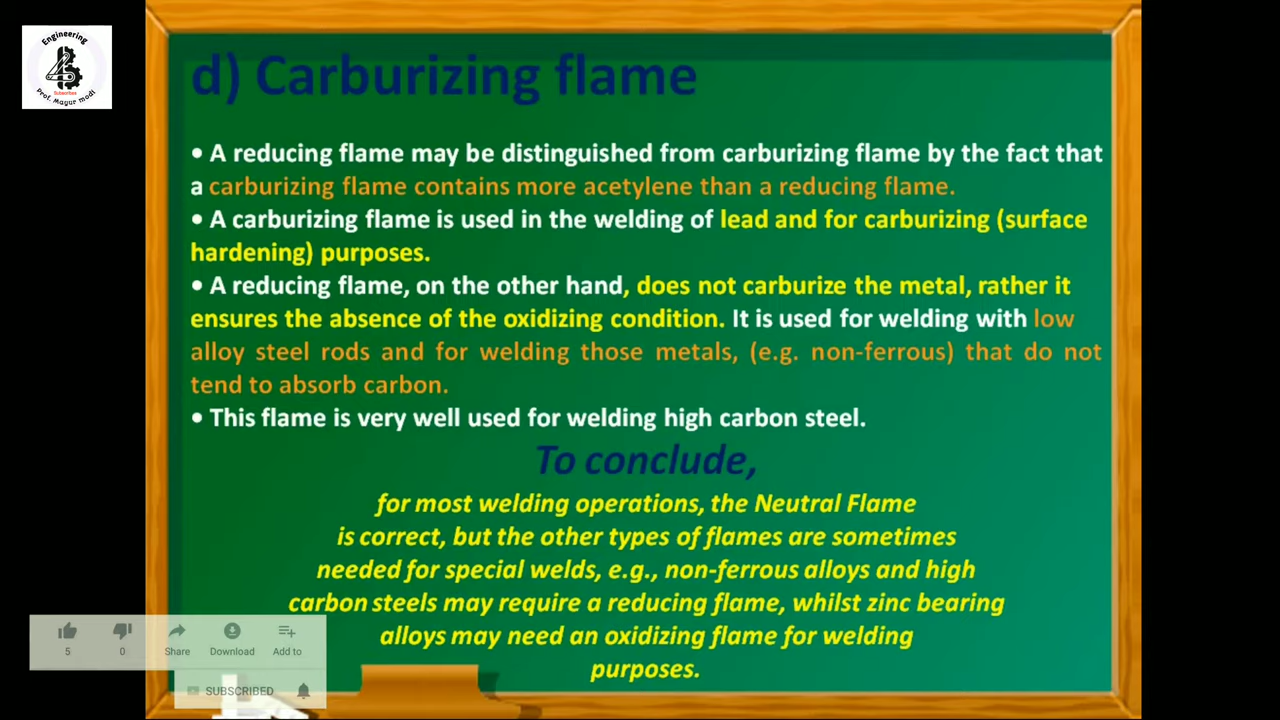 Engineering
Subscribe
Prof. Mayur modi
d) Carburizing flame
• A reducing flame may be distinguished from carburizing flame by the fact that
a carburizing flame contains more acetylene than a reducing flame.
• A carburizing flame is used in the welding of lead and for carburizing (surface
hardening) purposes.
• A reducing flame, on the other hand, does not carburize the metal, rather it
ensures the absence of the oxidizing condition. It is used for welding with low
alloy steel rods and for welding those metals, (e.g. non-ferrous) that do not
tend to absorb carbon.
• This flame is very well used for welding high carbon steel.
To conclude,
for most welding operations, the Neutral Flame
is correct, but the other types of flames are sometimes
needed for special welds, e.g., non-ferrous alloys and high
carbon steels may require a reducing flame, whilst zinc bearing
alloys may need an oxidizing flame for welding
purposes.
5 0 Share Download Add to
SUBSCRIBED